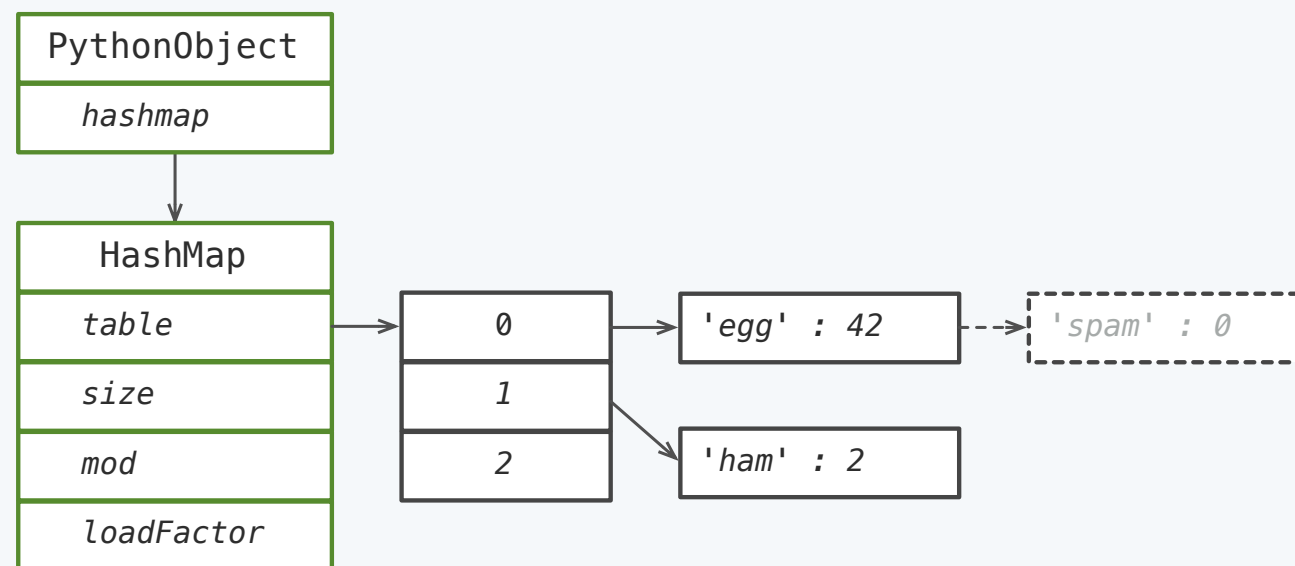 PythonObject
hashmap
HashMap
table
size
mod
loadFactor
0
1
2
'egg' : 42
'spam' : 0
'ham' : 2